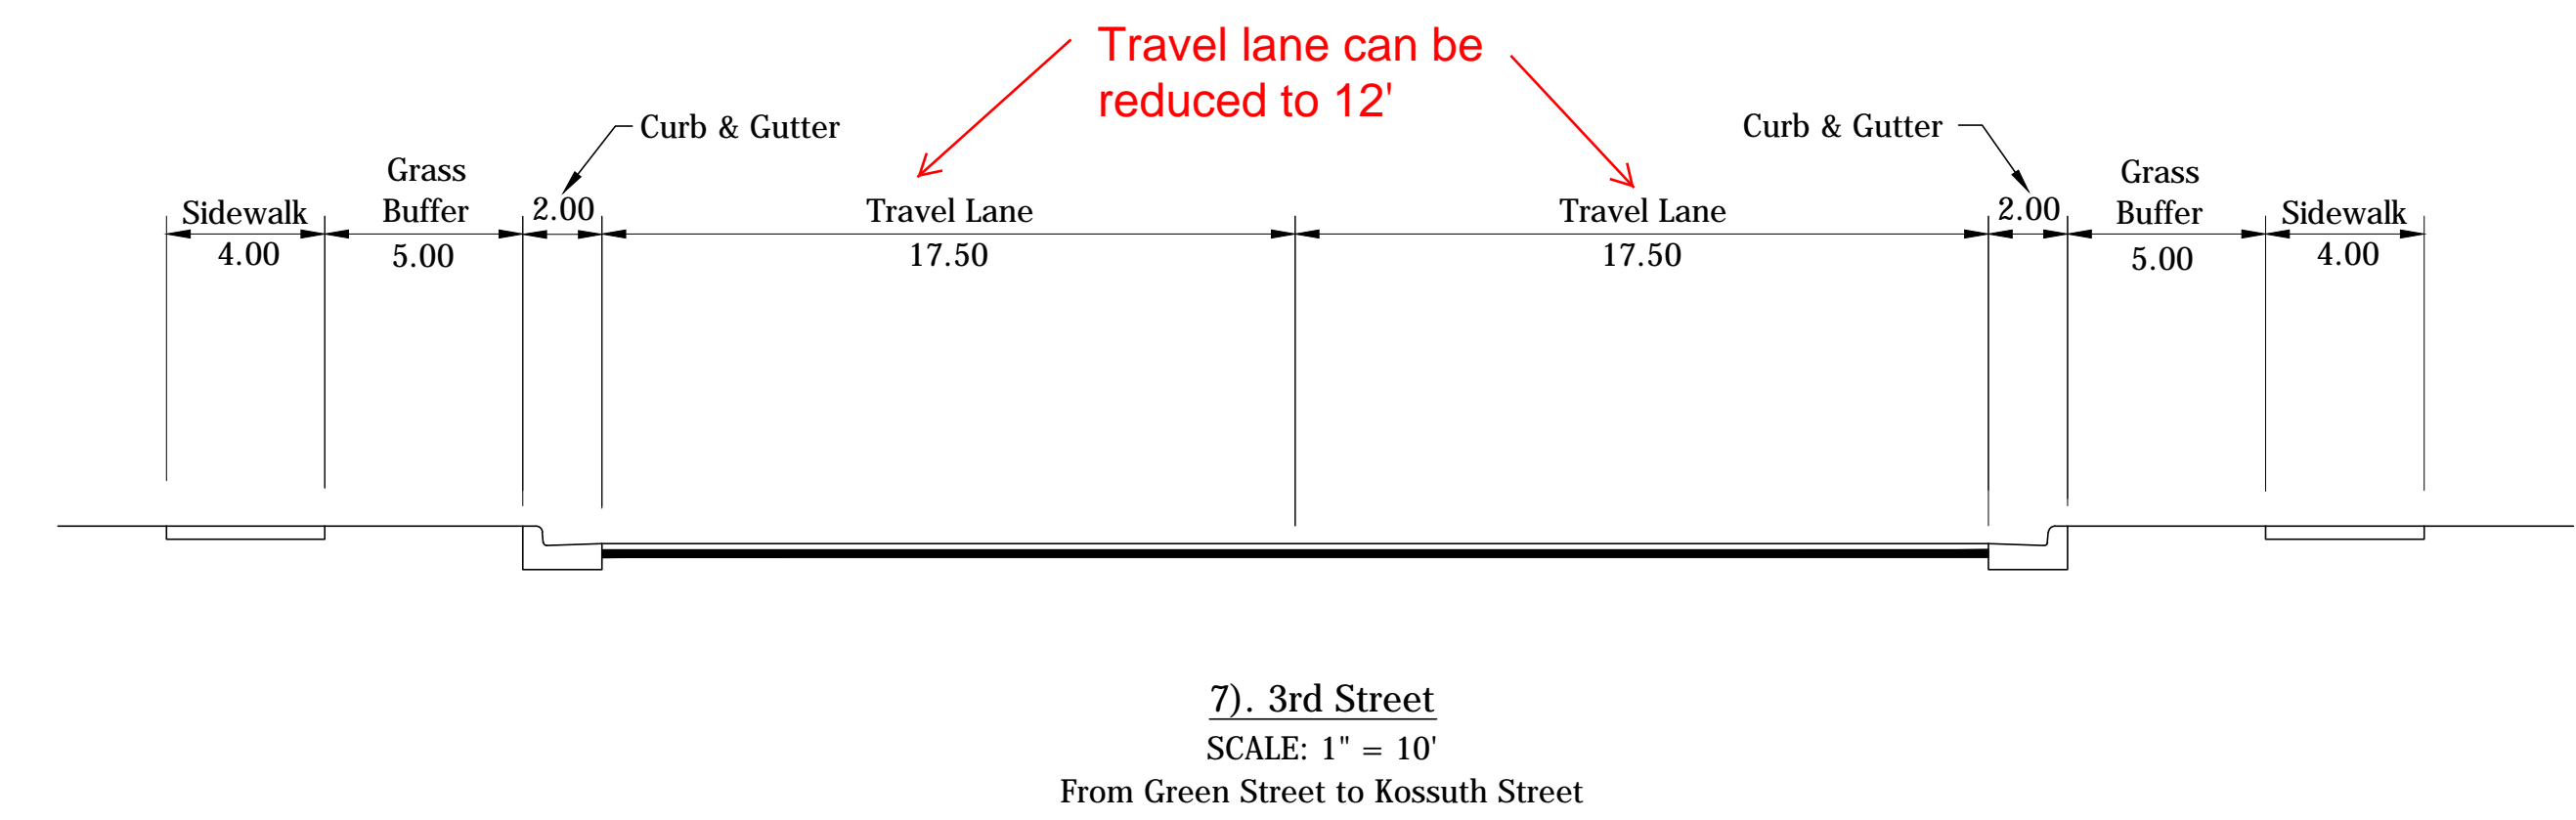 Travel lane can be
reduced to 12'
Curb & Gutter
Curb & Gutter
Sidewalk
4.00
Grass
Buffer
5.00
2.00
Travel Lane
17.50
Travel Lane
17.50
2.00
Grass
Buffer
5.00
Sidewalk
4.00
7). 3rd Street
SCALE: 1" = 10'
From Green Street to Kossuth Street